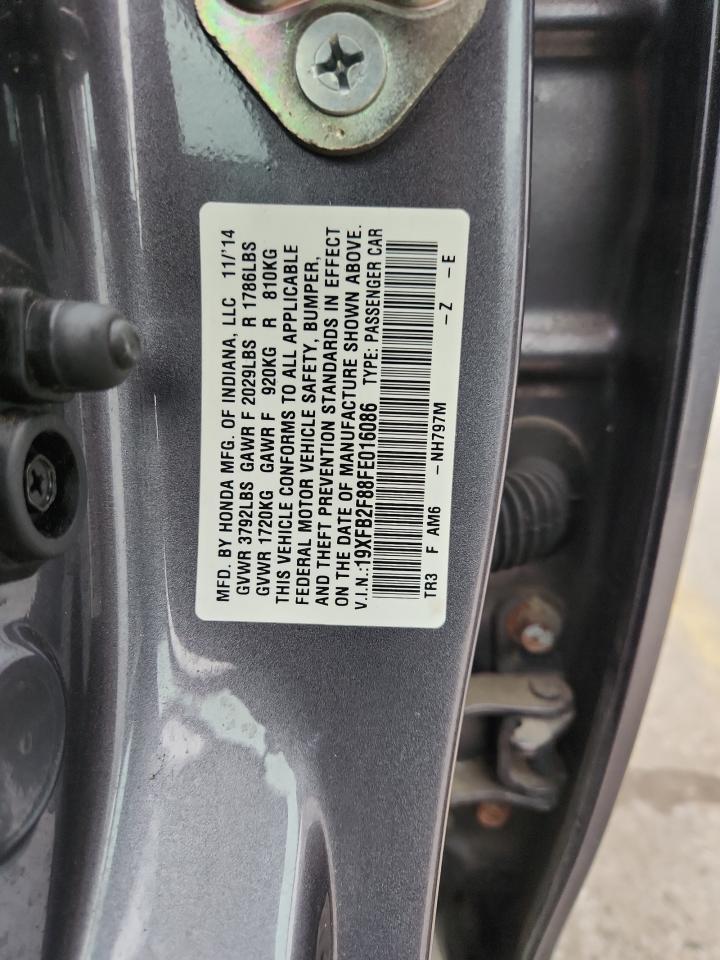 MFD. BY HONDA MFG. OF INDIANA, LLC 11/'14
GVWR 3792LBS GAWR F 2029LBS R 1786LBS
GVWR 1720KG GAWR F 920KG R 810KG
THIS VEHICLE CONFORMS TO ALL APPLICABLE
FEDERAL MOTOR VEHICLE SAFETY, BUMPER,
AND THEFT PREVENTION STANDARDS IN EFFECT
ON THE DATE OF MANUFACTURE SHOWN ABOVE.
V.I.N.:19XFB2F88FE016086 TYPE: PASSENGER CAR
TR3 F AM6 -NH797M -Z -E